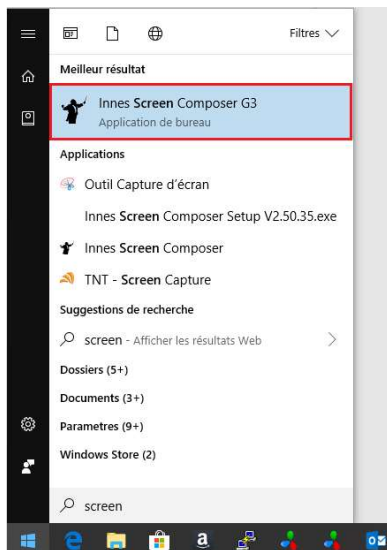 Filtres
Meilleur résultat
Innes Screen Composer G3
Application de bureau
Applications
Outil Capture d'écran
Innes Screen Composer Setup V2.50.35.exe
Innes Screen Composer
TNT - Screen Capture
Suggestions de recherche
screen - Afficher les résultats Web
Dossiers (5+)
Documents (3+)
Parametres (9+)
Windows Store (2)
screen